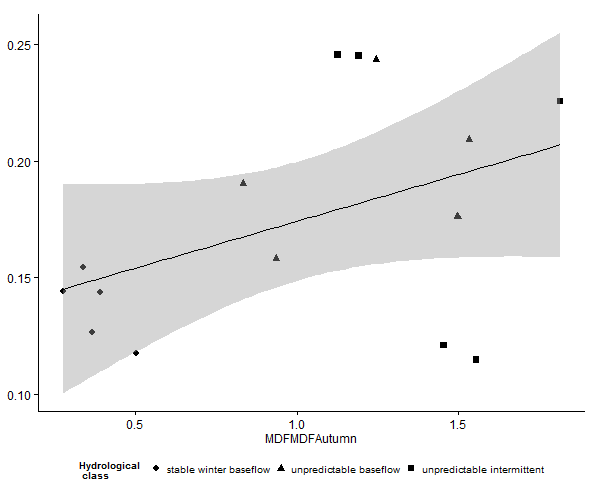 0.25
0.20
0.15
0.10
0.5 1.0 1.5
MDFMDFAutumn
Hydrological
class
stable winter baseflow unpredictable baseflow unpredictable intermittent